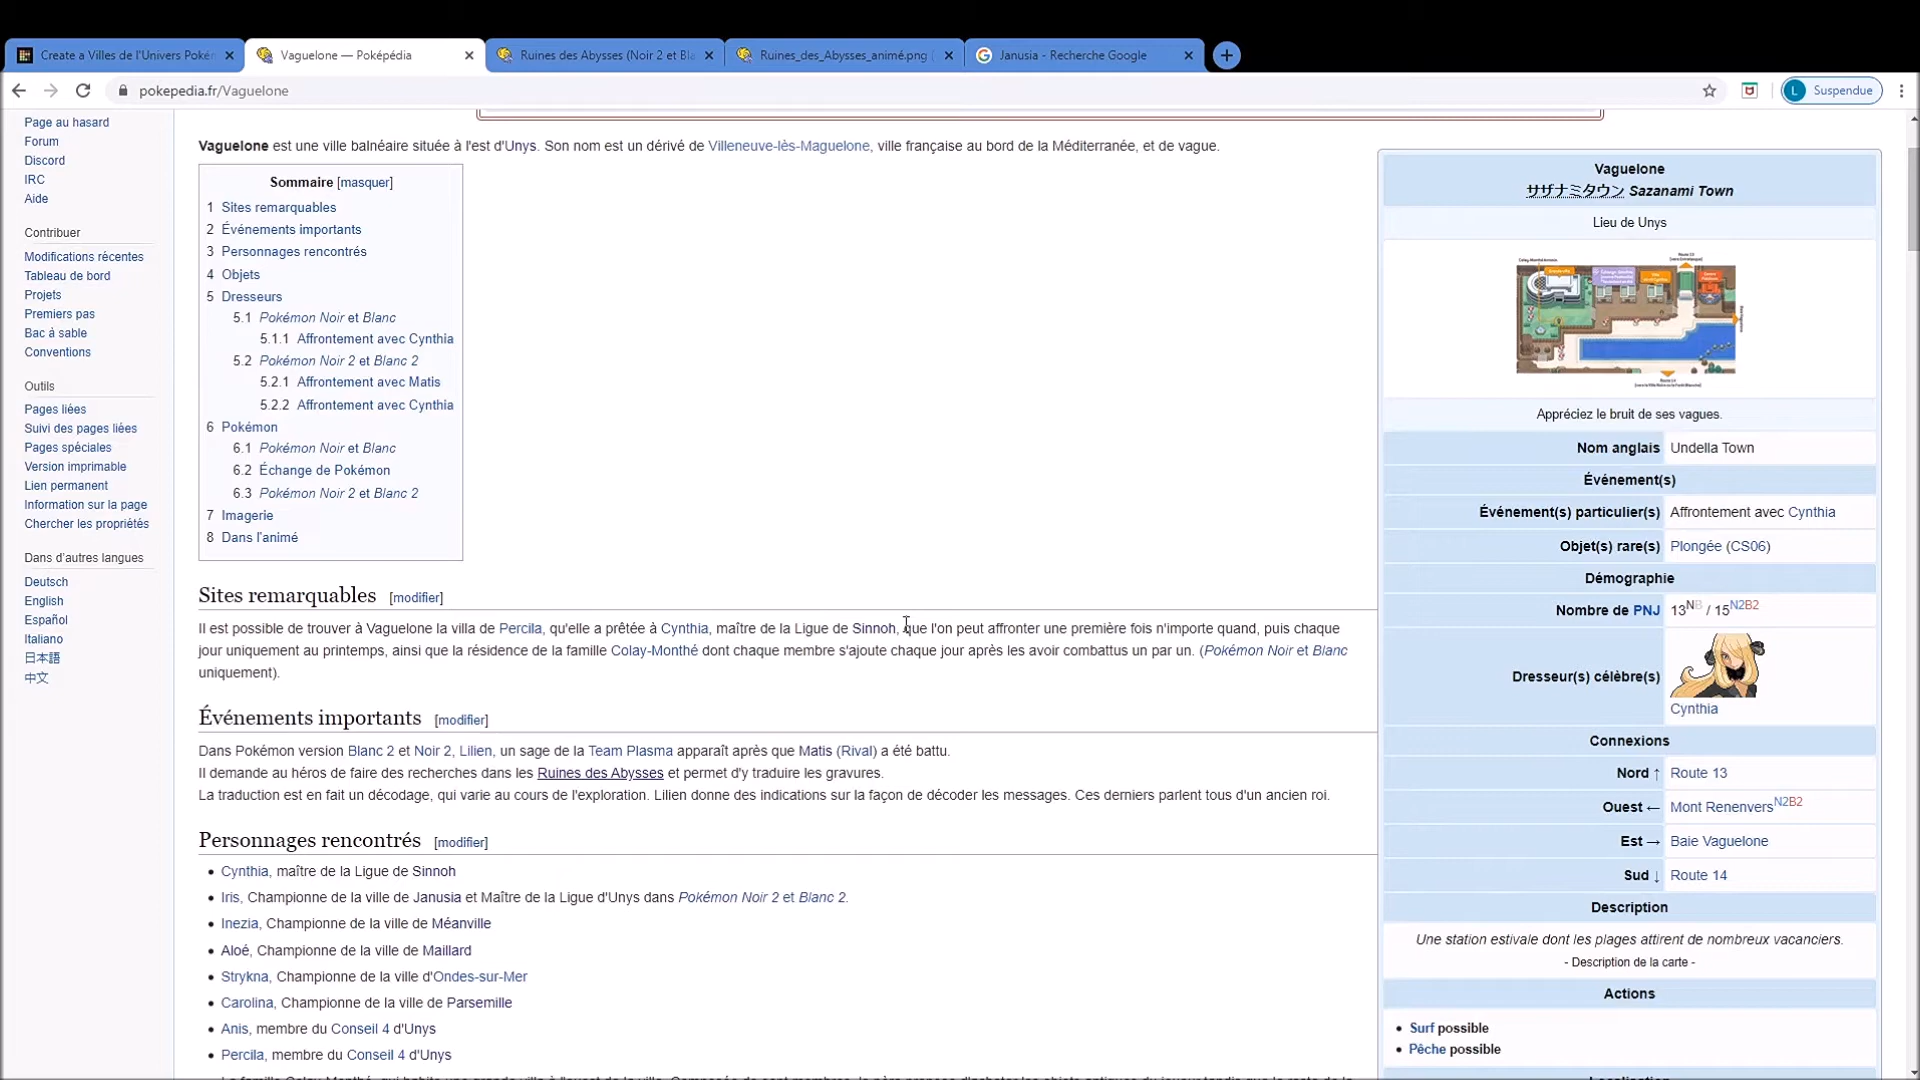 Create a Villes de l'Univers Pokér
Vaguelone — Poképédia
Ruines des Abysses (Noir 2 et Bla
Ruines_des_Abysses_animé.png (
Janusia - Recherche Google
pokepedia.fr/Vaguelone
L Suspendue
Page au hasard
Forum
Discord
IRC
Aide
Contribuer
Modifications récentes
Tableau de bord
Projets
Premiers pas
Bac à sable
Conventions
Outils
Pages liées
Suivi des pages liées
Pages spéciales
Version imprimable
Lien permanent
Information sur la page
Chercher les propriétés
Dans d'autres langues
Deutsch
English
Español
Italiano
日本語
中文
Vaguelone est une ville balnéaire située à l'est d'Unys. Son nom est un dérivé de Villeneuve-lès-Maguelone, ville française au bord de la Méditerranée, et de vague.
Sommaire [masquer]
1 Sites remarquables
2 Événements importants
3 Personnages rencontrés
4 Objets
5 Dresseurs
5.1 Pokémon Noir et Blanc
5.1.1 Affrontement avec Cynthia
5.2 Pokémon Noir 2 et Blanc 2
5.2.1 Affrontement avec Matis
5.2.2 Affrontement avec Cynthia
6 Pokémon
6.1 Pokémon Noir et Blanc
6.2 Échange de Pokémon
6.3 Pokémon Noir 2 et Blanc 2
7 Imagerie
8 Dans l'animé
Sites remarquables [modifier]
Il est possible de trouver à Vaguelone la villa de Percila, qu'elle a prêtée à Cynthia, maître de la Ligue de Sinnoh, que l'on peut affronter une première fois n'importe quand, puis chaque
jour uniquement au printemps, ainsi que la résidence de la famille Colay-Monthé dont chaque membre s'ajoute chaque jour après les avoir combattus un par un. (Pokémon Noir et Blanc
uniquement).
Événements importants [modifier]
Dans Pokémon version Blanc 2 et Noir 2, Lilien, un sage de la Team Plasma apparaît après que Matis (Rival) a été battu.
Il demande au héros de faire des recherches dans les Ruines des Abysses et permet d'y traduire les gravures.
La traduction est en fait un décodage, qui varie au cours de l'exploration. Lilien donne des indications sur la façon de décoder les messages. Ces derniers parlent tous d'un ancien roi.
Personnages rencontrés [modifier]
Cynthia, maître de la Ligue de Sinnoh
Iris, Championne de la ville de Janusia et Maître de la Ligue d'Unys dans Pokémon Noir 2 et Blanc 2.
Inezia, Championne de la ville de Méanville
Aloé, Championne de la ville de Maillard
Strykna, Championne de la ville d'Ondes-sur-Mer
Carolina, Championne de la ville de Parsemille
Anis, membre du Conseil 4 d'Unys
Percila, membre du Conseil 4 d'Unys
Vaguelone
サザナミタウン Sazanami Town
Lieu de Unys
Appréciez le bruit de ses vagues.
Nom anglais Undella Town
Événement(s)
Événement(s) particulier(s) Affrontement avec Cynthia
Objet(s) rare(s) Plongée (CS06)
Démographie
Nombre de PNJ 13NB / 15N2B2
Dresseur(s) célèbre(s) Cynthia
Connexions
Nord ↑ Route 13
Ouest ← Mont RenenversN2B2
Est → Baie Vaguelone
Sud ↓ Route 14
Description
Une station estivale dont les plages attirent de nombreux vacanciers.
- Description de la carte -
Actions
Surf possible
Pêche possible